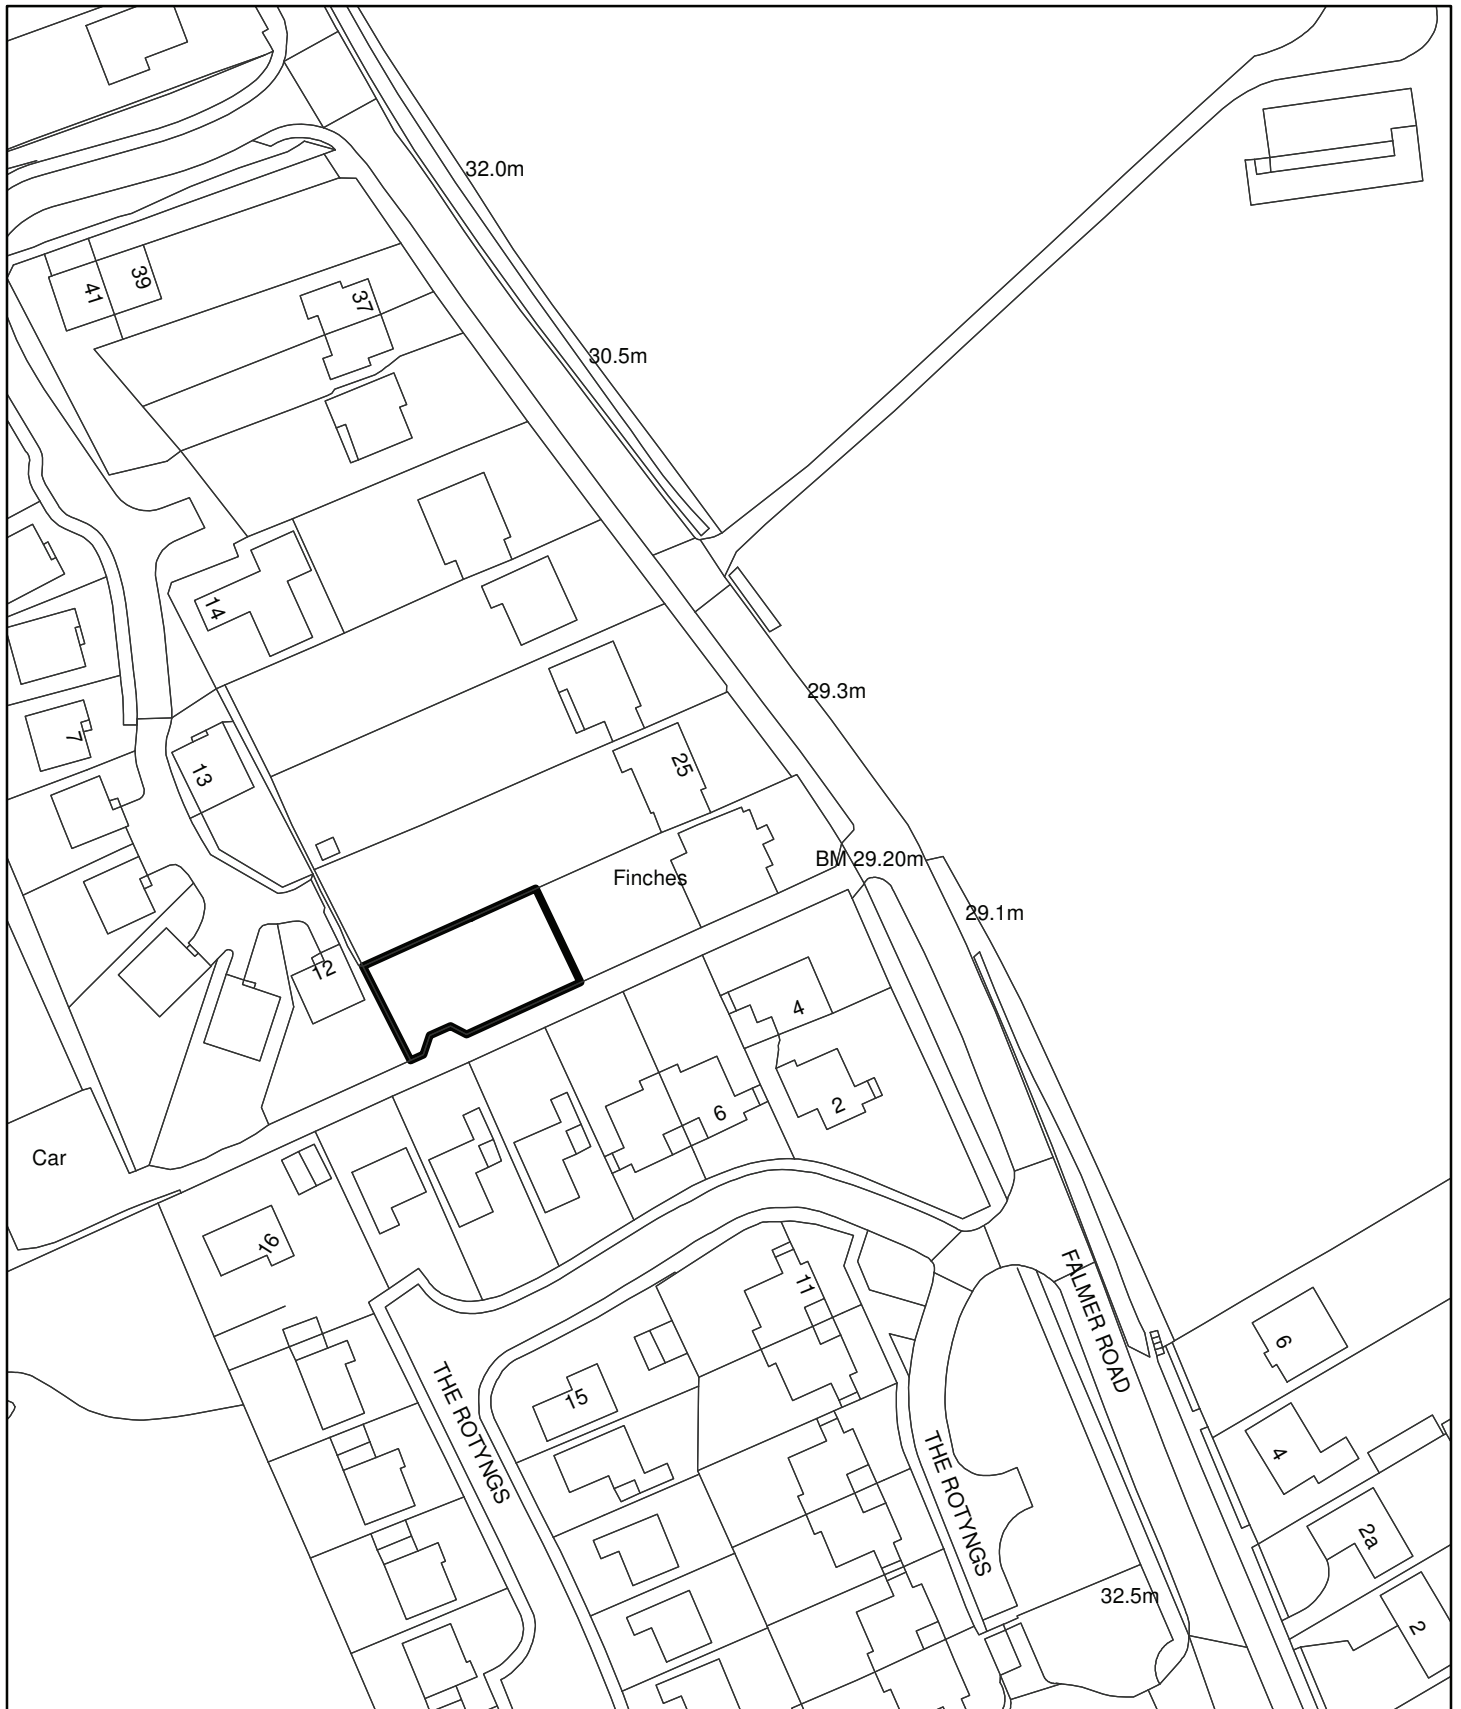 32.0m
39
41
37
30.5m
14
29.3m
7
13
25
BM 29.20m
Finches
29.1m
12
4
6
2
Car
16
11
FALMER ROAD
6
15
THE ROTYNGS
THE ROTYNGS
4
2a
32.5m
2